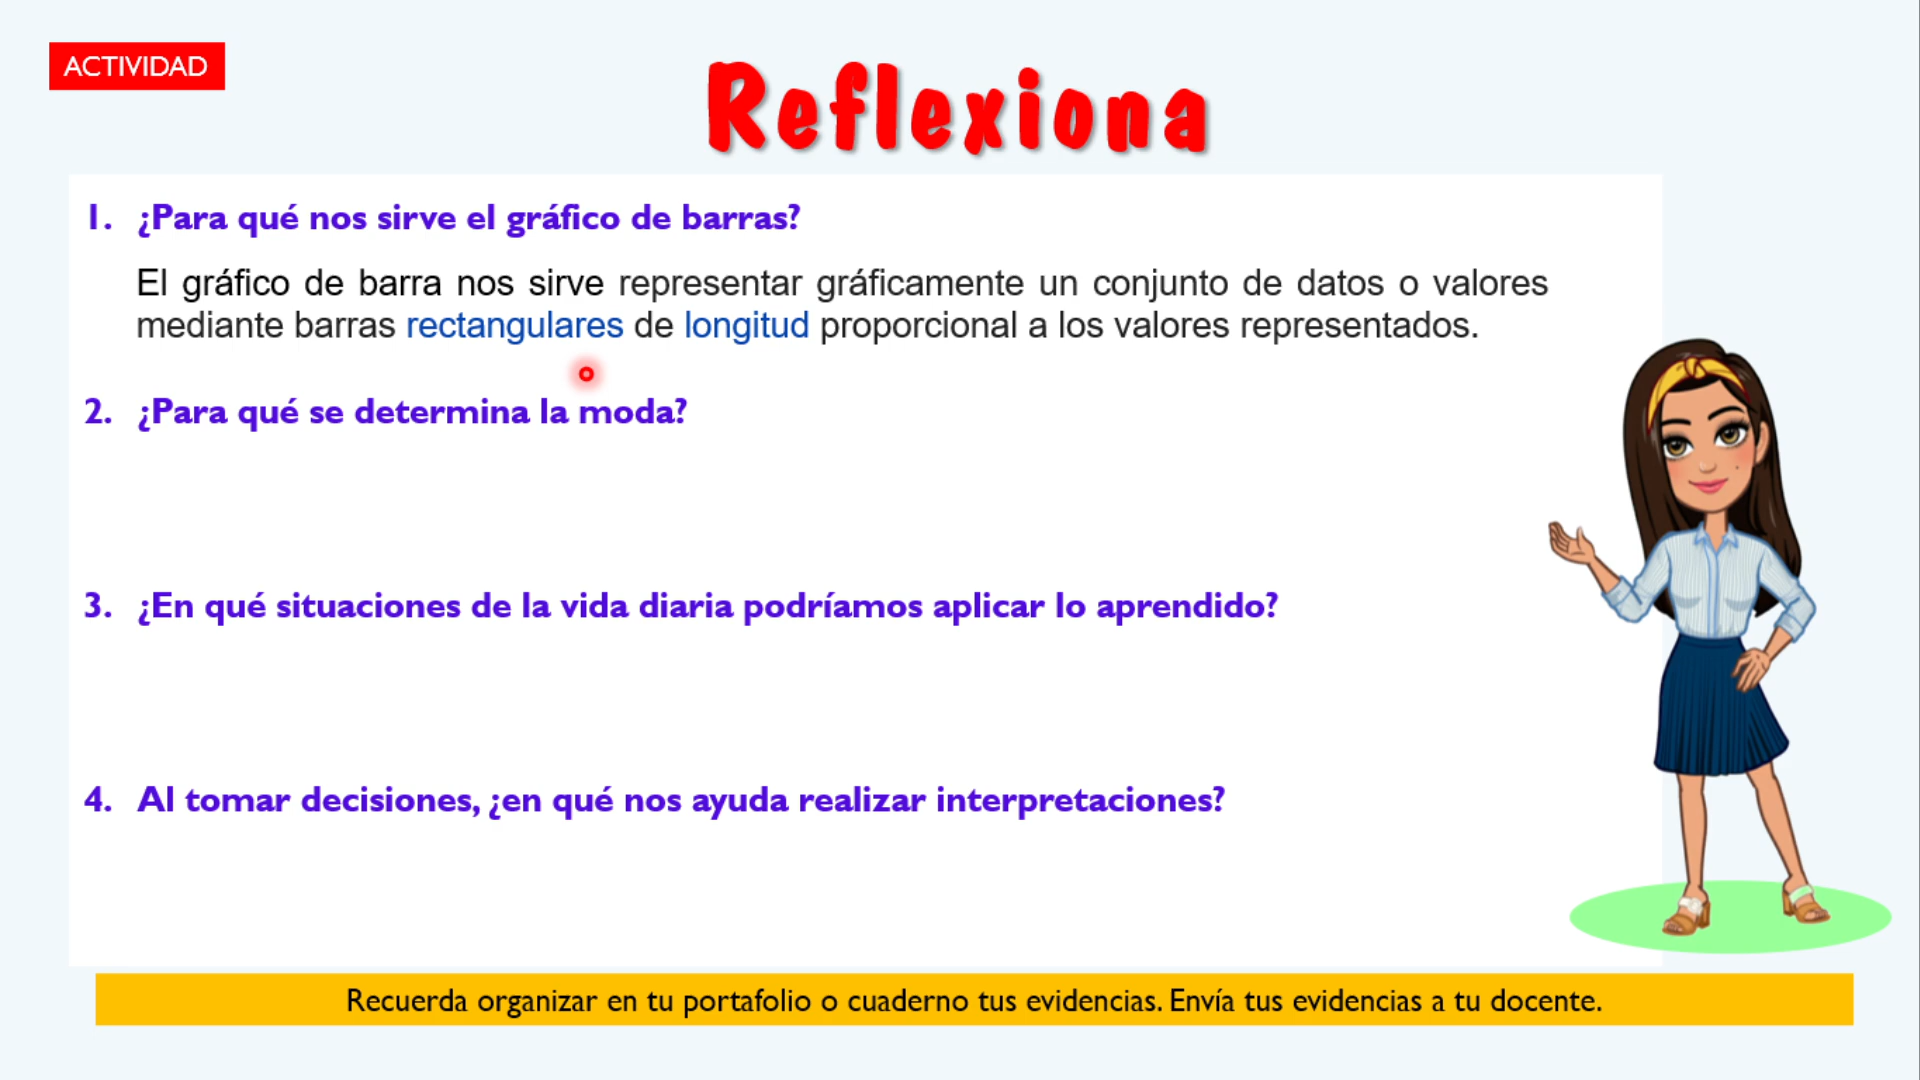 ACTIVIDAD
Reflexiona
1. ¿Para qué nos sirve el gráfico de barras?
El gráfico de barra nos sirve representar gráficamente un conjunto de datos o valores
mediante barras rectangulares de longitud proporcional a los valores representados.
2. ¿Para qué se determina la moda?
3. ¿En qué situaciones de la vida diaria podríamos aplicar lo aprendido?
4. Al tomar decisiones, ¿en qué nos ayuda realizar interpretaciones?
Recuerda organizar en tu portafolio o cuaderno tus evidencias. Envía tus evidencias a tu docente.